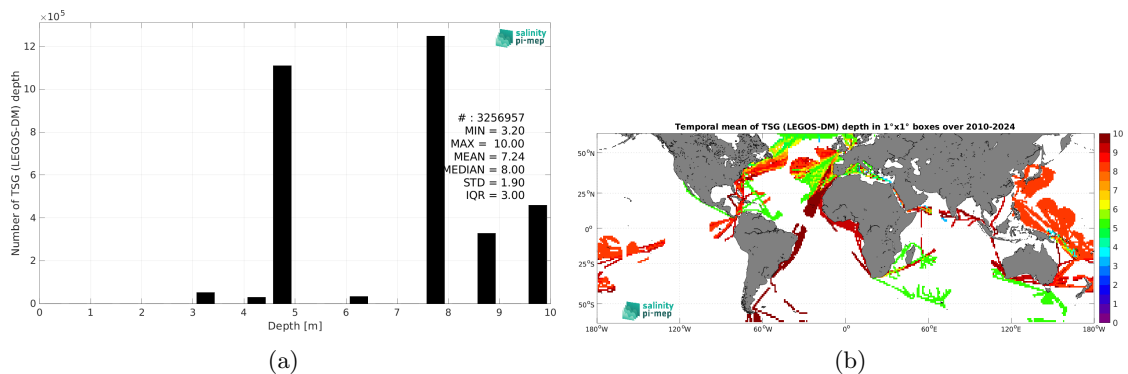 ×10⁵
12
10
8
6
4
2
0
Number of TSG (LEGOS-DM) depth
salinity
pi-mep
# : 3256957
MIN = 3.20
MAX = 10.00
MEAN = 7.24
MEDIAN = 8.00
STD = 1.90
IQR = 3.00
0 1 2 3 4 5 6 7 8 9 10
Depth [m]
(a)
Temporal mean of TSG (LEGOS-DM) depth in 1°x1° boxes over 2010-2024
50°N
25°N
0°
25°S
50°S
salinity
pi-mep
180°W 120°W 60°W 0° 60°E 120°E 180°W
10
9
8
7
6
5
4
3
2
1
0
(b)